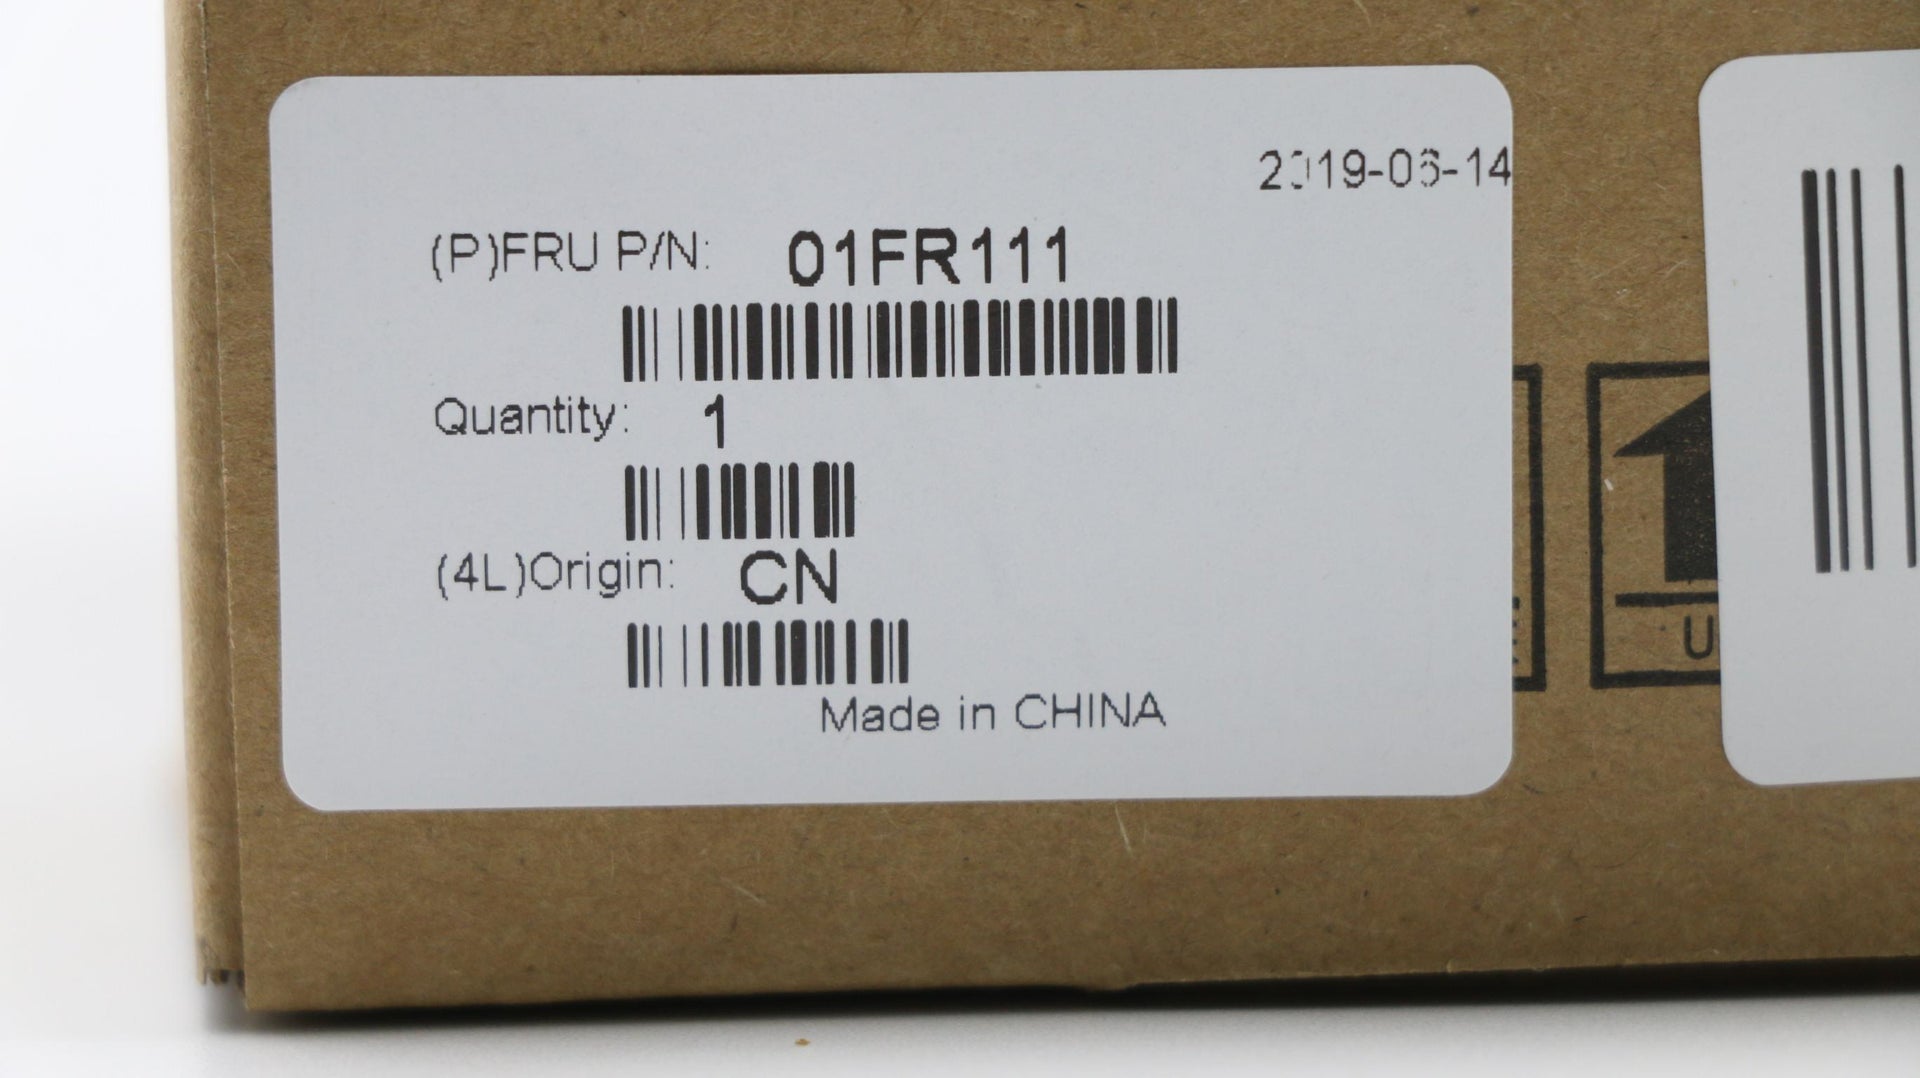 2019-06-14
(P)FRU P/N: 01FR111
Quantity: 1
(4L)Origin: CN
Made in CHINA